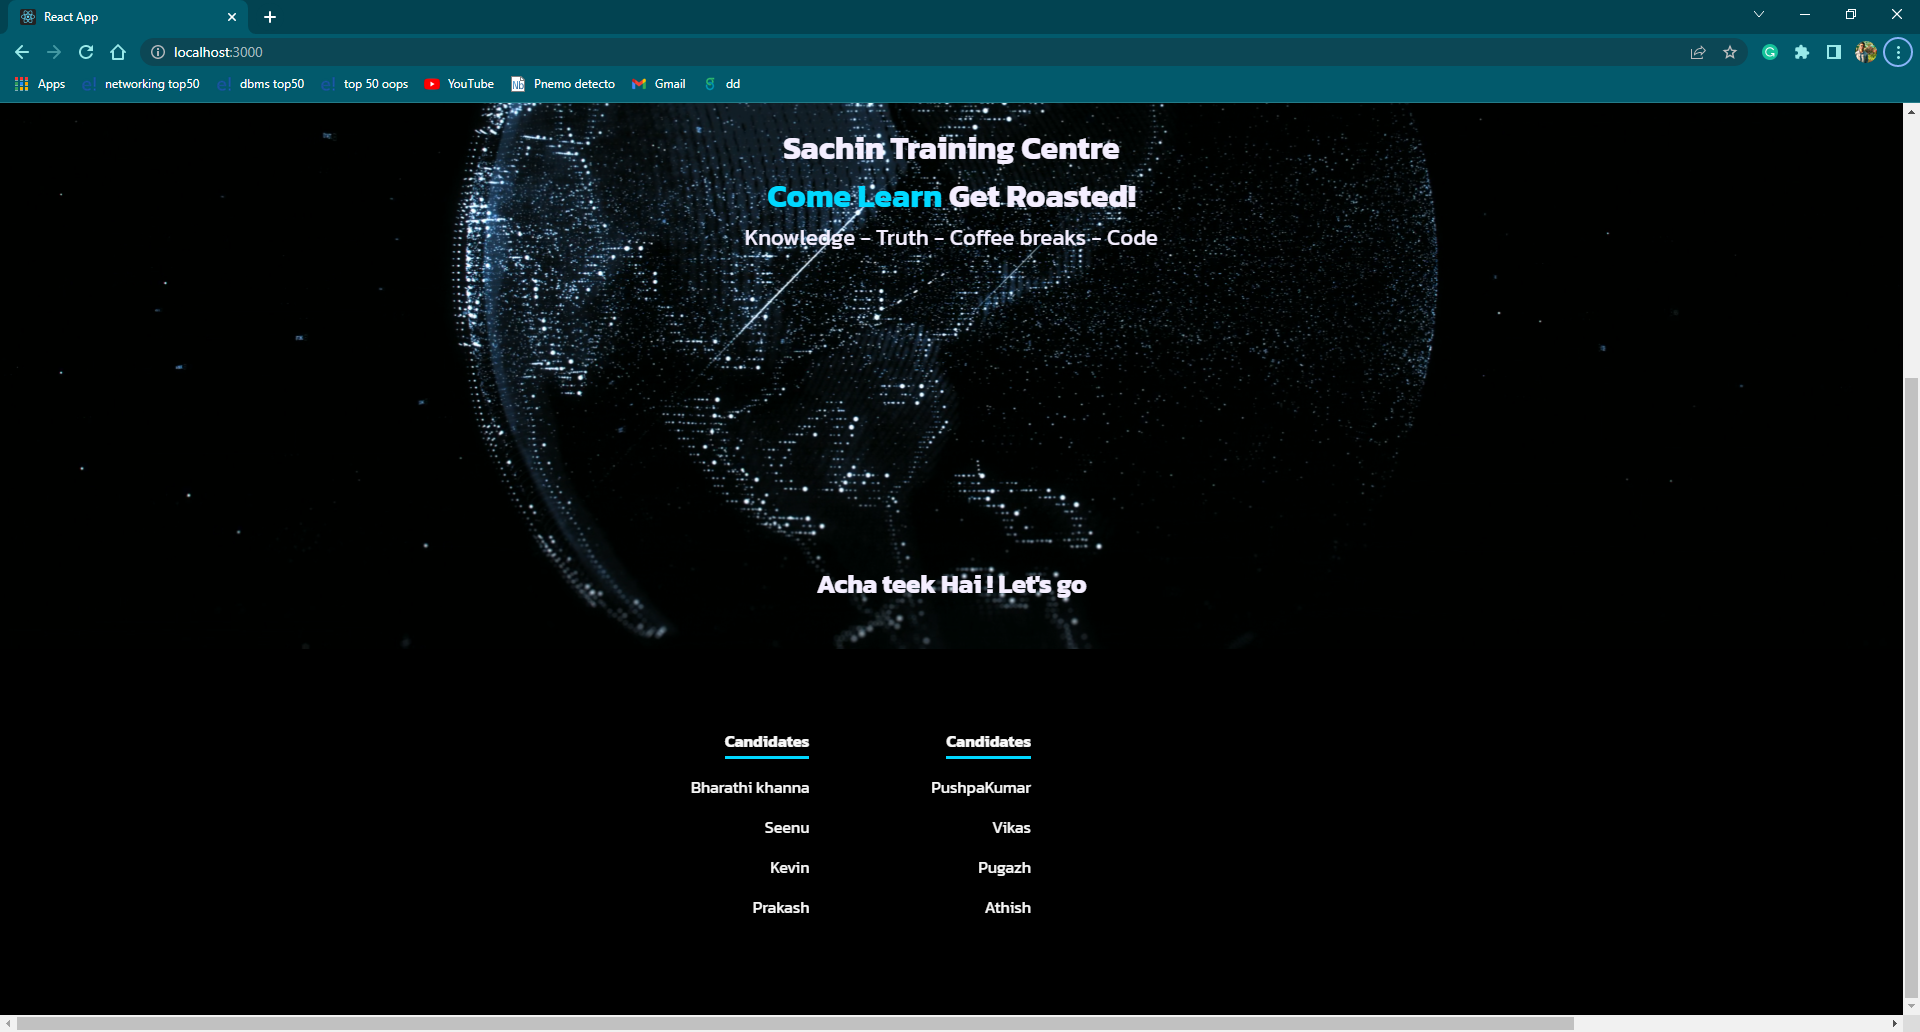 React App
localhost:3000
Apps networking top50 dbms top50 top 50 oops YouTube Pnemo detecto Gmail dd
Sachin Training Centre
Come Learn Get Roasted!
Knowledge - Truth - Coffee breaks - Code
Acha teek Hai ! Let's go
Candidates
Bharathi khanna
Seenu
Kevin
Prakash
Candidates
PushpaKumar
Vikas
Pugazh
Athish